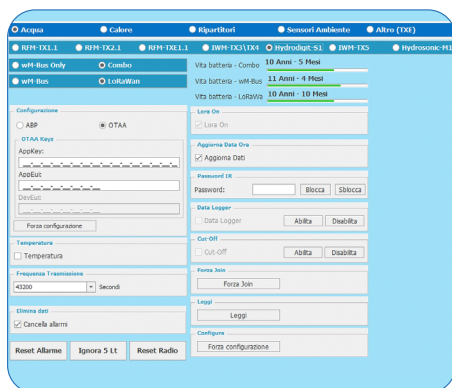 Acqua Calore Ripartitori Sensori Ambiente Altro (TXE)
RFM-TX1.1 RFM-TX2.1 RFM-TXE1.1 IWM-TX3\TX4 Hydrodigit-S1 IWM-TX5 Hydrosonic-M1
wM-Bus Only Combo
wM-Bus LoRaWan
Vita batteria - Combo 10 Anni - 5 Mesi
Vita batteria - wM-Bus 11 Anni - 4 Mesi
Vita batteria - LoRaWa 10 Anni - 10 Mesi
Configurazione
ABP OTAA
OTAA Keys
AppKey:
AppEui:
DevEui:
Forza configurazione
Temperatura
Temperatura
Frequenza Trasmissione
43200 Secondi
Elimina dati
Cancella allarmi
Reset Allarme Ignora 5 Lt Reset Radio
Lora On
Lora On
Aggiorna Data Ora
Aggiorna Dati
Password IR
Password: Blocca Sblocca
Data Logger
Data Logger Abilita Disabilita
Cut-Off
Cut-Off Abilita Disabilita
Forza Join
Forza Join
Leggi
Leggi
Configura
Forza configurazione